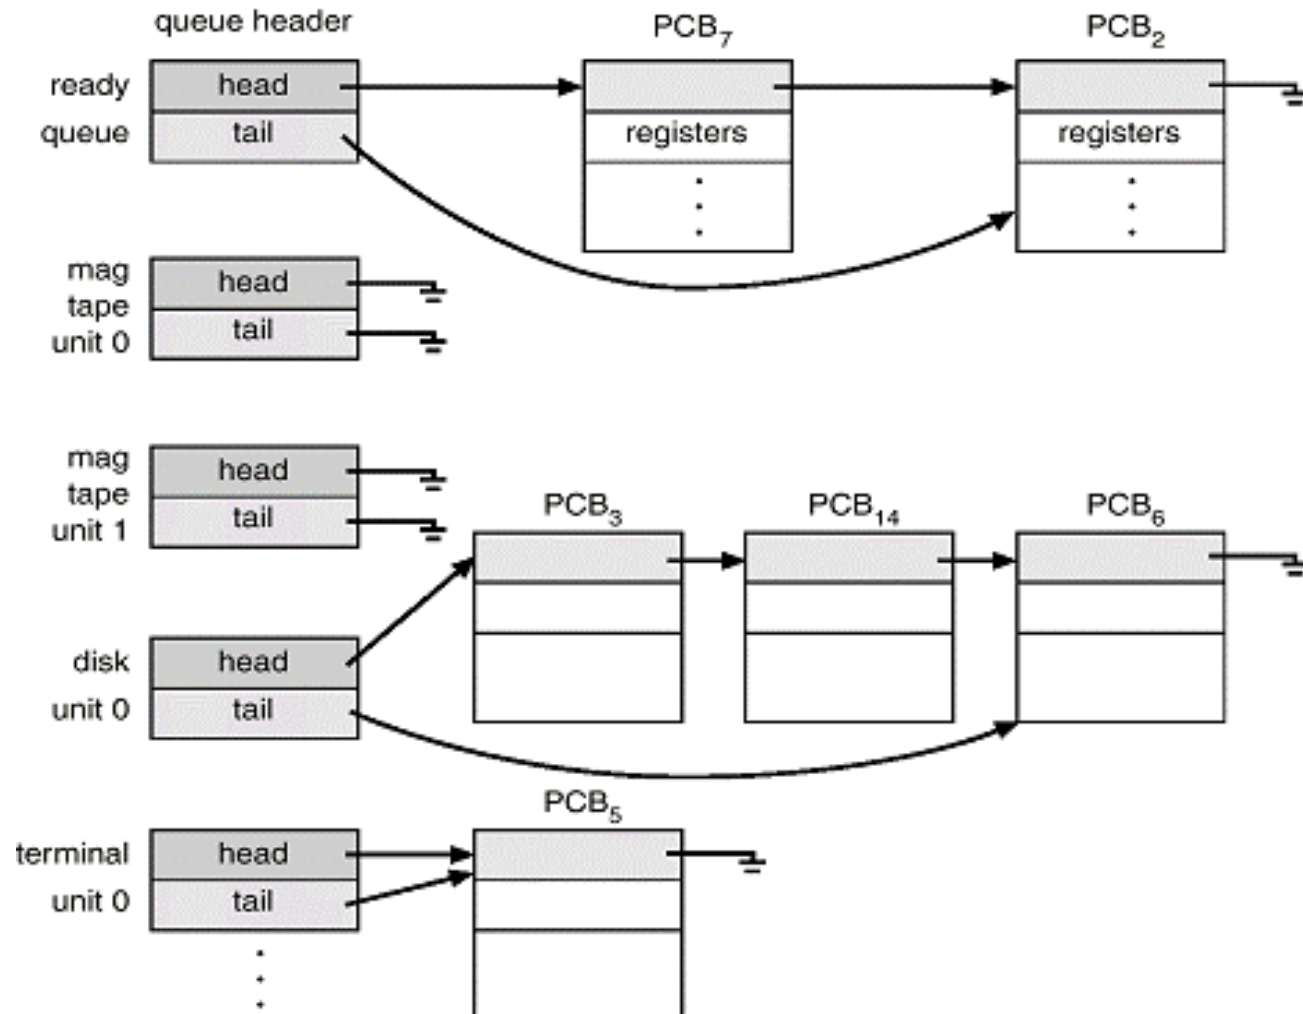 queue header
PCB7
PCB2
ready
queue
head
tail
registers
registers
mag
tape
unit 0
head
tail
mag
tape
unit 1
head
tail
PCB3
PCB14
PCB6
disk
unit 0
head
tail
PCB5
terminal
unit 0
head
tail